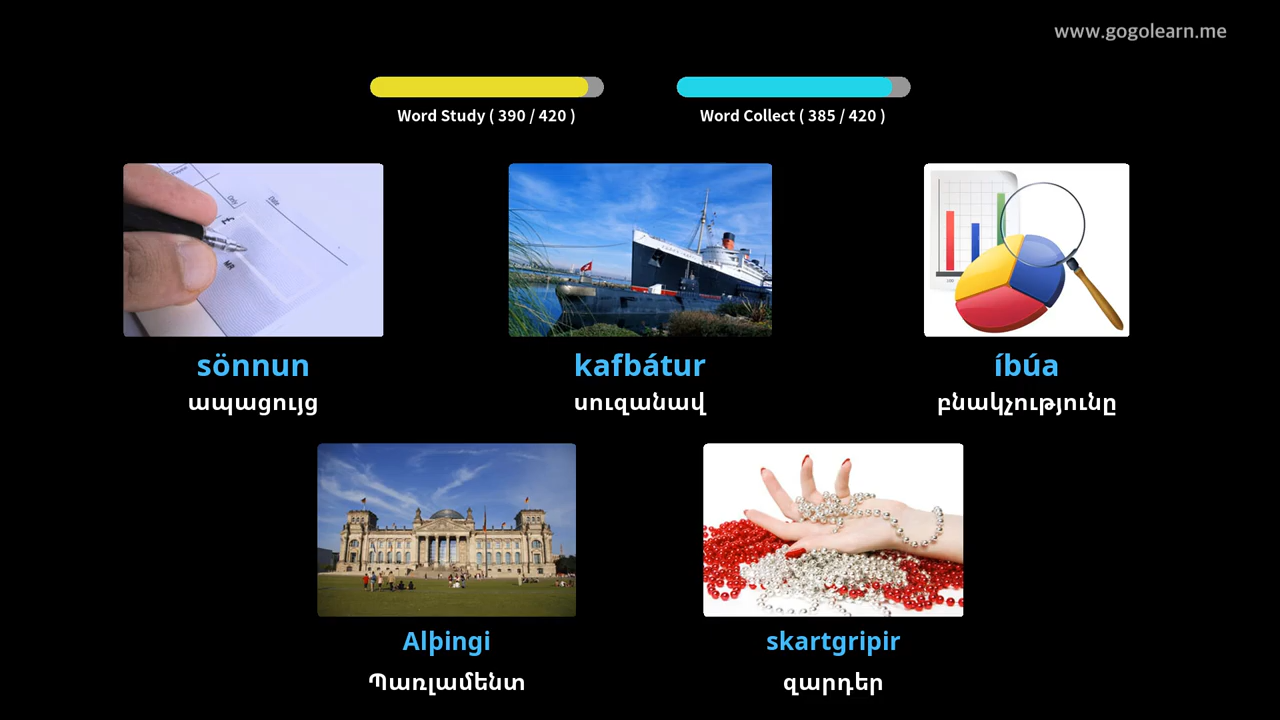 www.gogolearn.me
Word Study ( 390 / 420 )
Word Collect ( 385 / 420 )
sönnun
kafbátur
íbúa
ապացույց
սուզանավ
բնակչությունը
Alþingi
skartgripir
Պառլամենտ
զարդեր